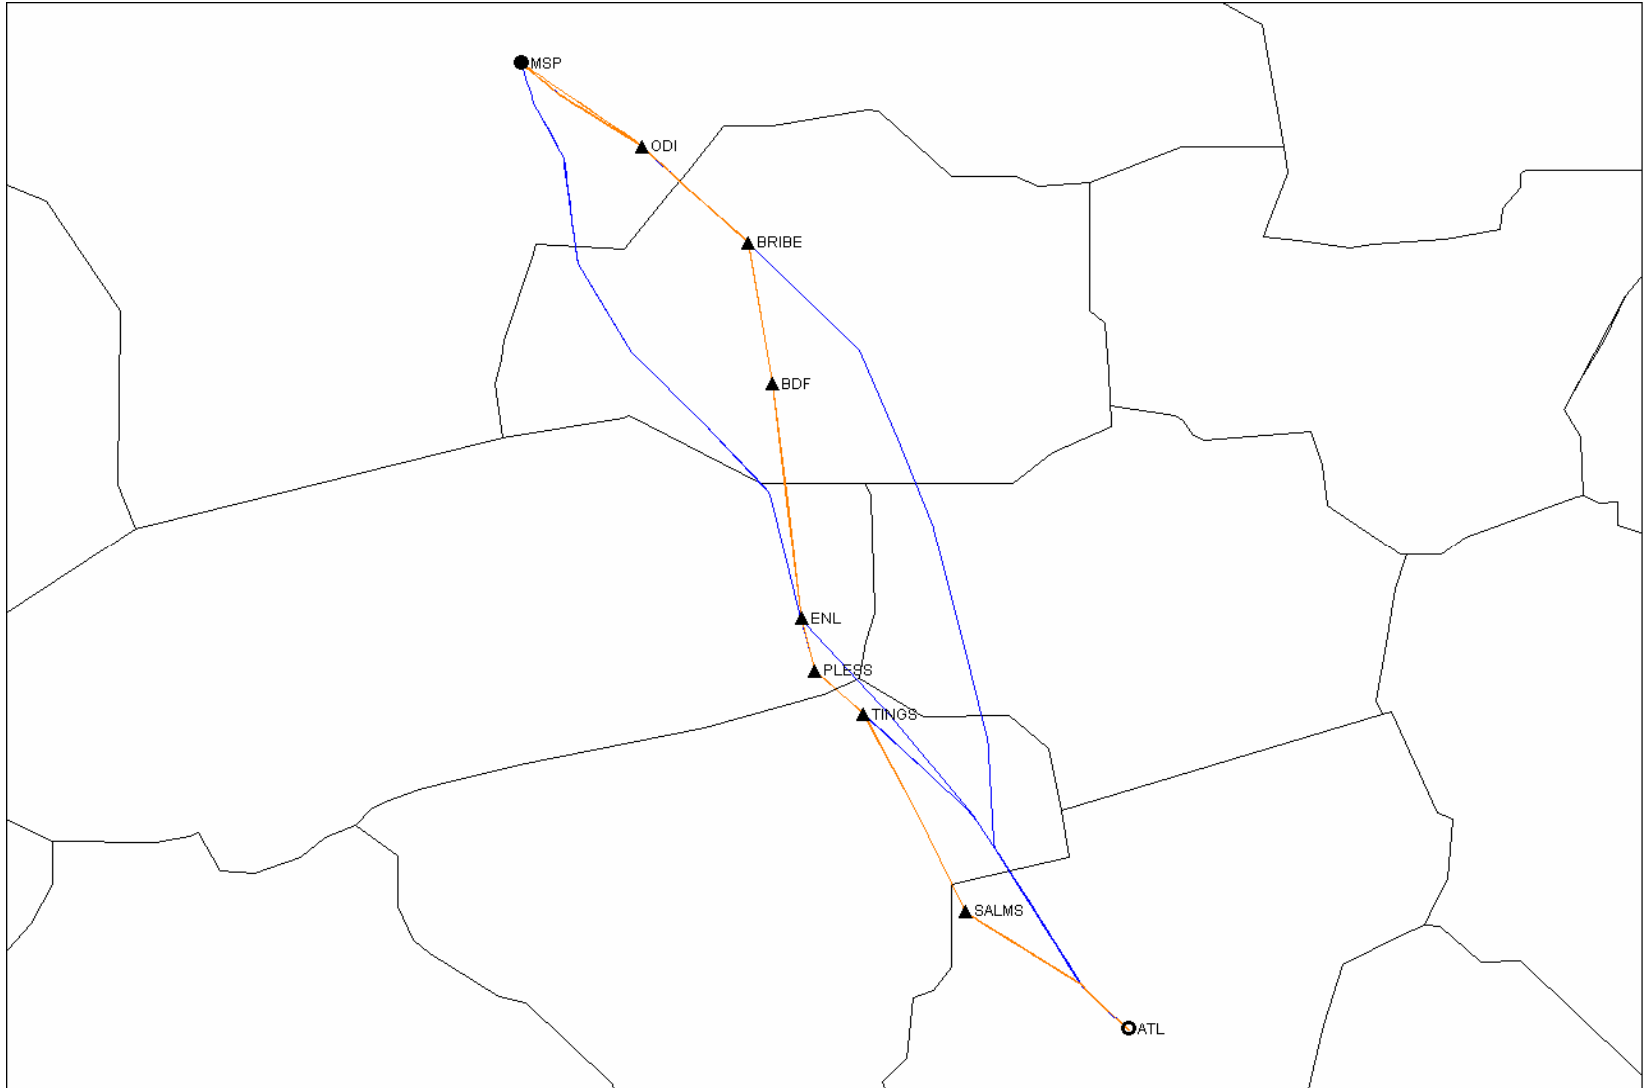 MSP
ODI
BRIBE
BDF
ENL
PLESS
TINGS
SALMS
ATL